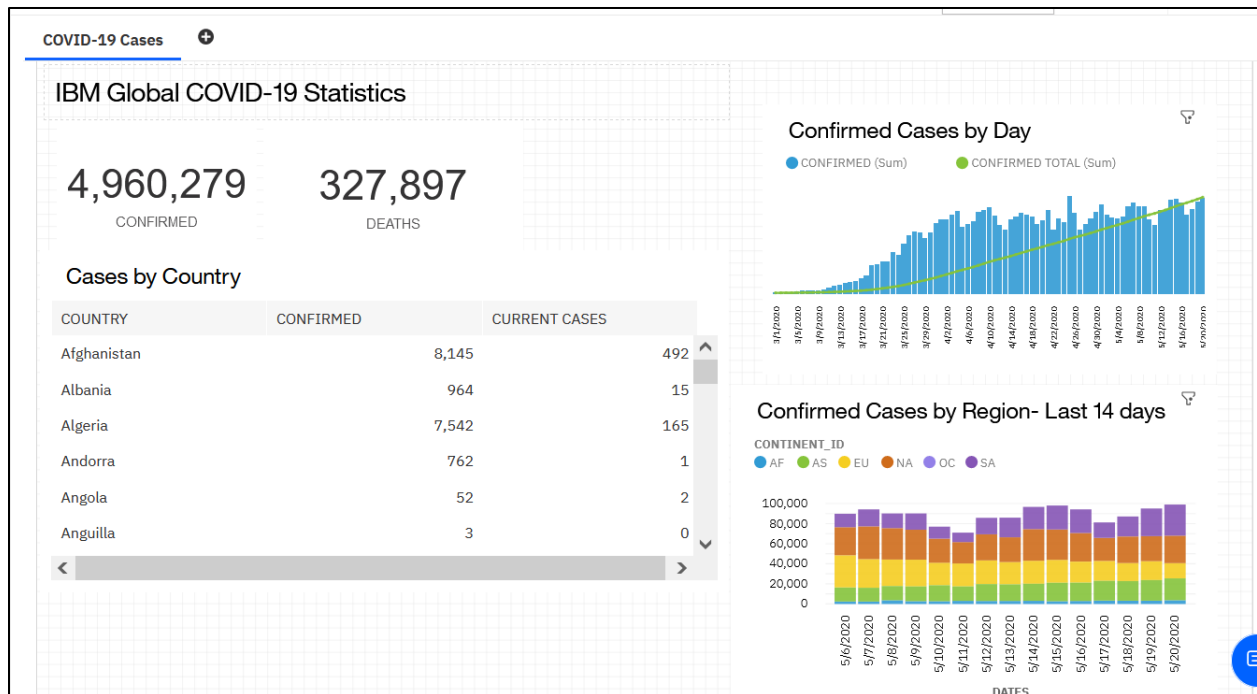 COVID-19 Cases
IBM Global COVID-19 Statistics
4,960,279
CONFIRMED
327,897
DEATHS
Cases by Country
COUNTRY CONFIRMED CURRENT CASES
Afghanistan 8,145 492
Albania 964 15
Algeria 7,542 165
Andorra 762 1
Angola 52 2
Anguilla 3 0
Confirmed Cases by Day
CONFIRMED (Sum) CONFIRMED TOTAL (Sum)
3/1/2020 3/5/2020 3/9/2020 3/13/2020 3/17/2020 3/21/2020 3/25/2020 3/29/2020 4/2/2020 4/6/2020 4/10/2020 4/14/2020 4/18/2020 4/22/2020 4/26/2020 4/30/2020 5/4/2020 5/8/2020 5/12/2020 5/16/2020 5/20/2020
Confirmed Cases by Region- Last 14 days
CONTINENT_ID
AF AS EU NA OC SA
100,000
80,000
60,000
40,000
20,000
0
5/6/2020 5/7/2020 5/8/2020 5/9/2020 5/10/2020 5/11/2020 5/12/2020 5/13/2020 5/14/2020 5/15/2020 5/16/2020 5/17/2020 5/18/2020 5/19/2020 5/20/2020
DATES